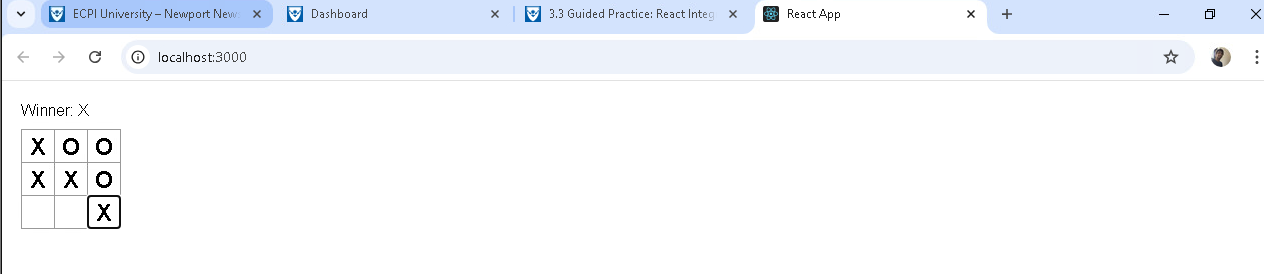 ECPI University – Newport New
Dashboard
3.3 Guided Practice: React Integ
React App
localhost:3000
Winner: X
X O O
X X O
X